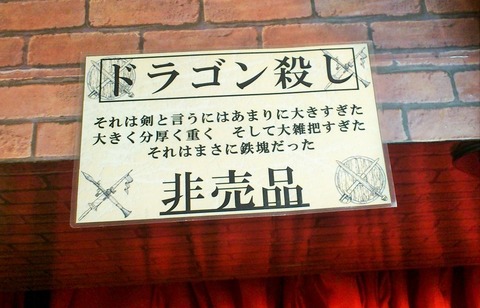 ドラゴン殺し
それは剣と言うにはあまりに大きすぎた
大きく分厚く重く　そして大雑把すぎた
それはまさに鉄塊だった
非売品